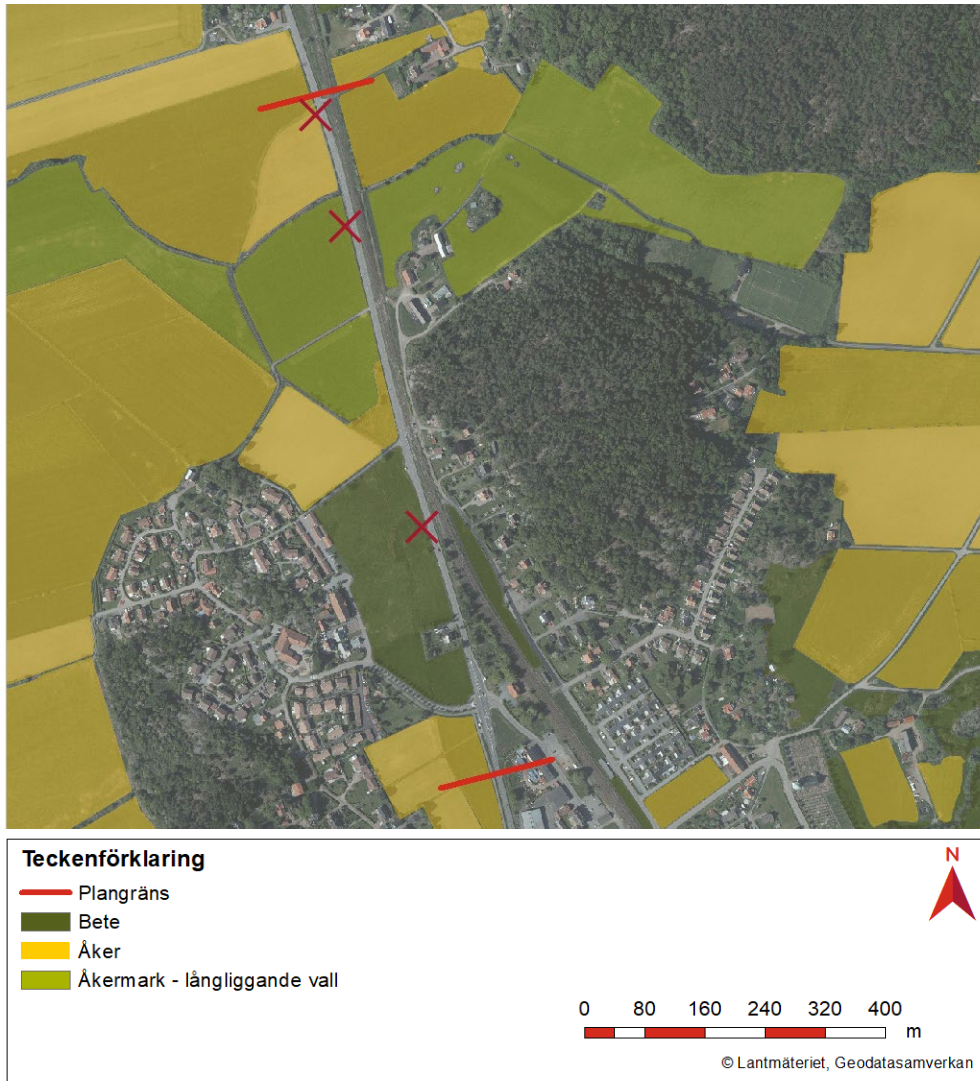 Teckenförklaring
Plangräns
Bete
Åker
Åkermark - långliggande vall
N
0 80 160 240 320 400
m
© Lantmäteriet, Geodatasamverkan